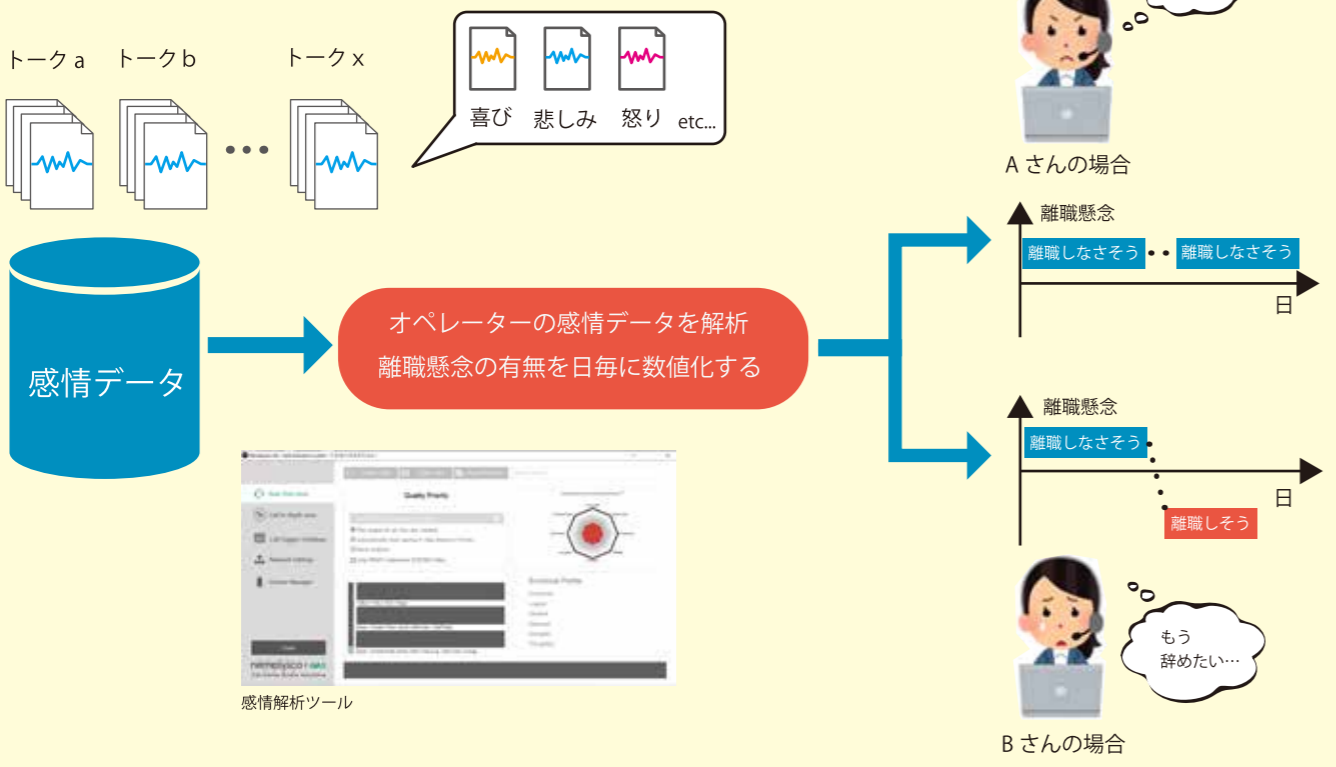 トーク a
トーク b
トーク x
喜び
悲しみ
怒り
etc...
A さんの場合
離職懸念
離職しなさそう
離職しなさそう
日
感情データ
オペレーターの感情データを解析
離職懸念の有無を日毎に数値化する
離職懸念
離職しなさそう
日
離職しそう
Quality Priority
感情解析ツール
もう
辞めたい…
B さんの場合